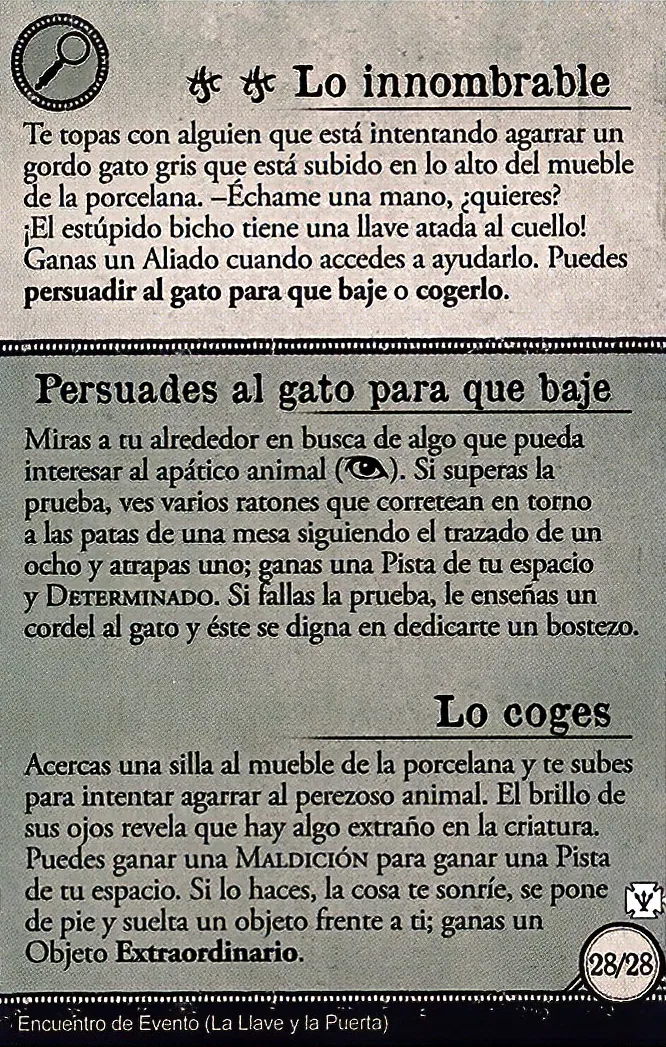 Lo innombrable
Te topas con alguien que está intentando agarrar un
gordo gato gris que está subido en lo alto del mueble
de la porcelana. –Échame una mano, ¿quieres?
¡El estúpido bicho tiene una llave atada al cuello!
Ganas un Aliado cuando accedes a ayudarlo. Puedes
persuadir al gato para que baje o cogerlo.
Persuades al gato para que baje
Miras a tu alrededor en busca de algo que pueda
interesar al apático animal (). Si superas la
prueba, ves varios ratones que corretean en torno
a las patas de una mesa siguiendo el trazado de un
ocho y atrapas uno; ganas una Pista de tu espacio
y DETERMINADO. Si fallas la prueba, le enseñas un
cordel al gato y éste se digna en dedicarte un bostezo.
Lo coges
Acercas una silla al mueble de la porcelana y te subes
para intentar agarrar al perezoso animal. El brillo de
sus ojos revela que hay algo extraño en la criatura.
Puedes ganar una MALDICIÓN para ganar una Pista
de tu espacio. Si lo haces, la cosa te sonríe, se pone
de pie y suelta un objeto frente a ti; ganas un
Objeto Extraordinario.
28/28
Encuentro de Evento (La Llave y la Puerta)